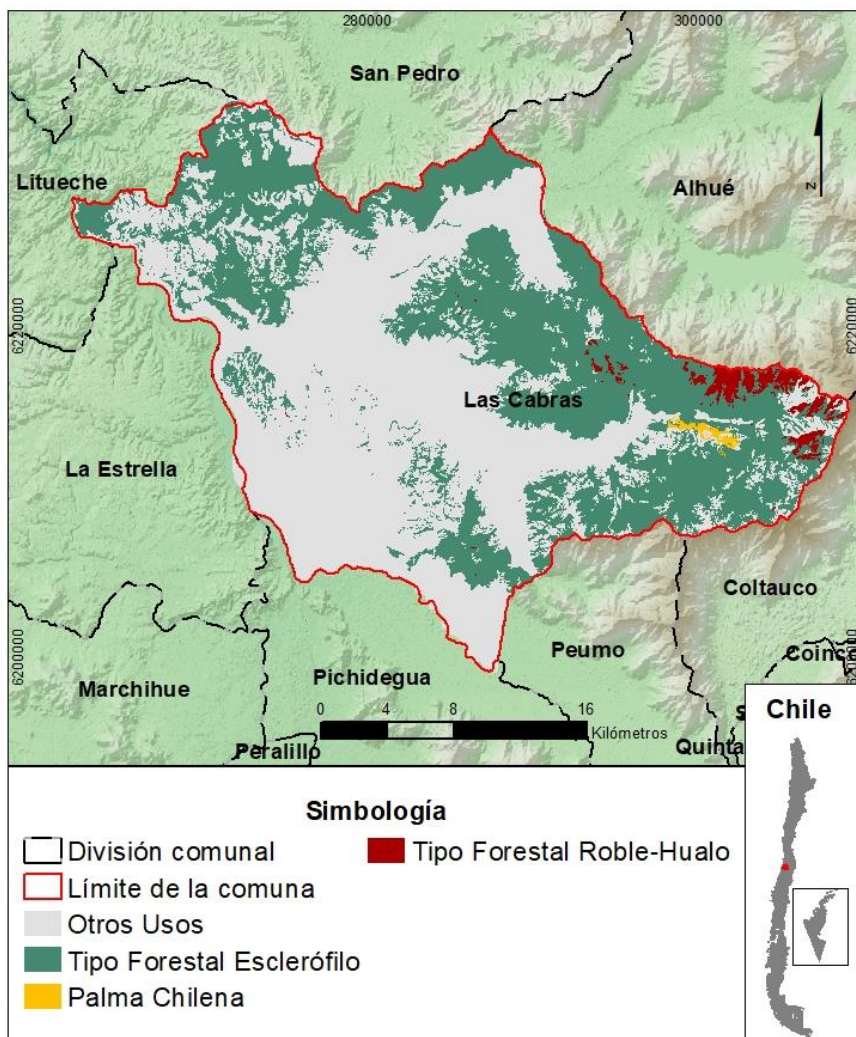 280000
300000
San Pedro
Litueche
Alhué
6220000
6220000
Las Cabras
La Estrella
Coltauco
6200000
6200000
Peumo
Coinc
Marchihue
Pichidegua
0 4 8 16
Kilómetros
Peralillo
Quinta
Chile
Simbología
División comunal
Tipo Forestal Roble-Hualo
Límite de la comuna
Otros Usos
Tipo Forestal Esclerófilo
Palma Chilena
z